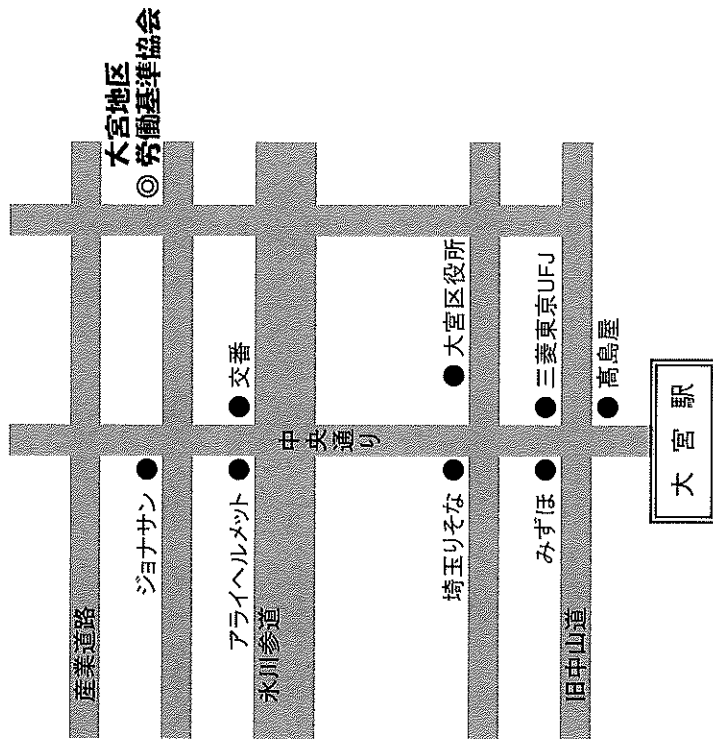 大宮地区
◎ 労働基準協会
産業道路
ジョナサン
交番
アライヘルメット
氷川参道
中央通り
大宮区役所
埼玉りそな
三菱東京UFJ
みずほ
旧中山道
髙島屋
大宮駅